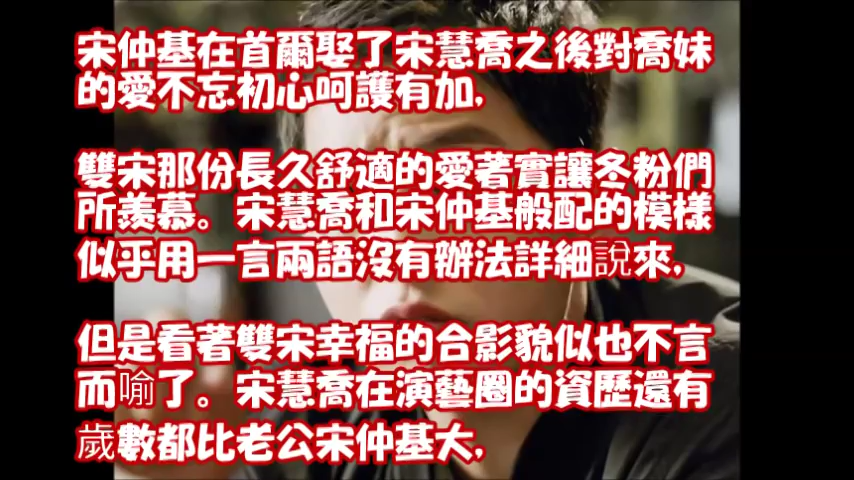 宋仲基在首爾娶了宋慧喬之後對喬妹
的愛不忘初心呵護有加,
雙宋那份長久舒適的愛著實讓冬粉們
所羨慕。宋慧喬和宋仲基般配的模樣
似乎用一言兩語沒有辦法詳細說來,
但是看著雙宋幸福的合影貌似也不言
而喻了。宋慧喬在演藝圈的資歷還有
歲數都比老公宋仲基大,